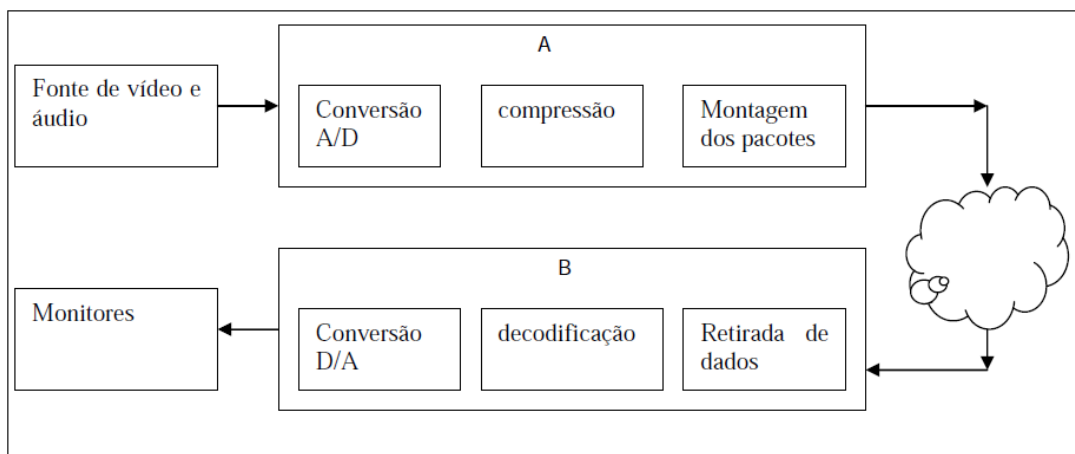 A
Fonte de vídeo e
áudio
Conversão
A/D
compressão
Montagem
dos pacotes
B
Monitores
Conversão
D/A
decodificação
Retirada de
dados